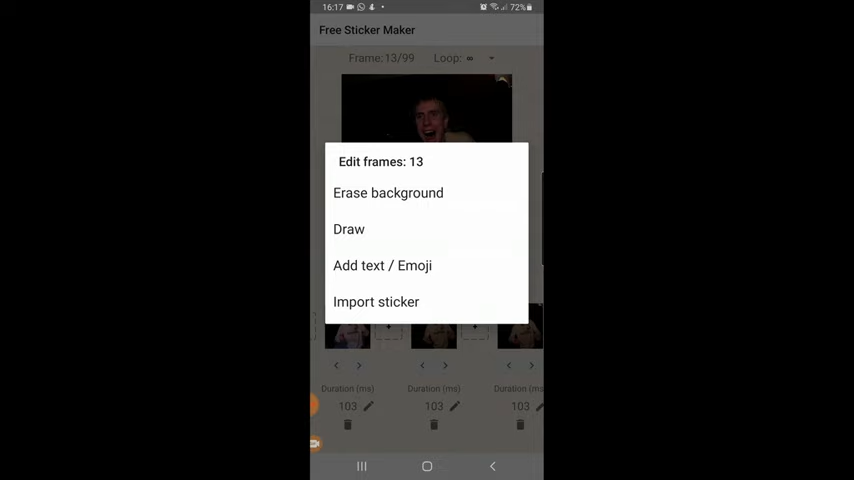 16:17
72%
Free Sticker Maker
Frame: 13/99 Loop: ∞
Edit frames: 13
Erase background
Draw
Add text / Emoji
Import sticker
Duration (ms) Duration (ms) Duration (ms)
103 103 103